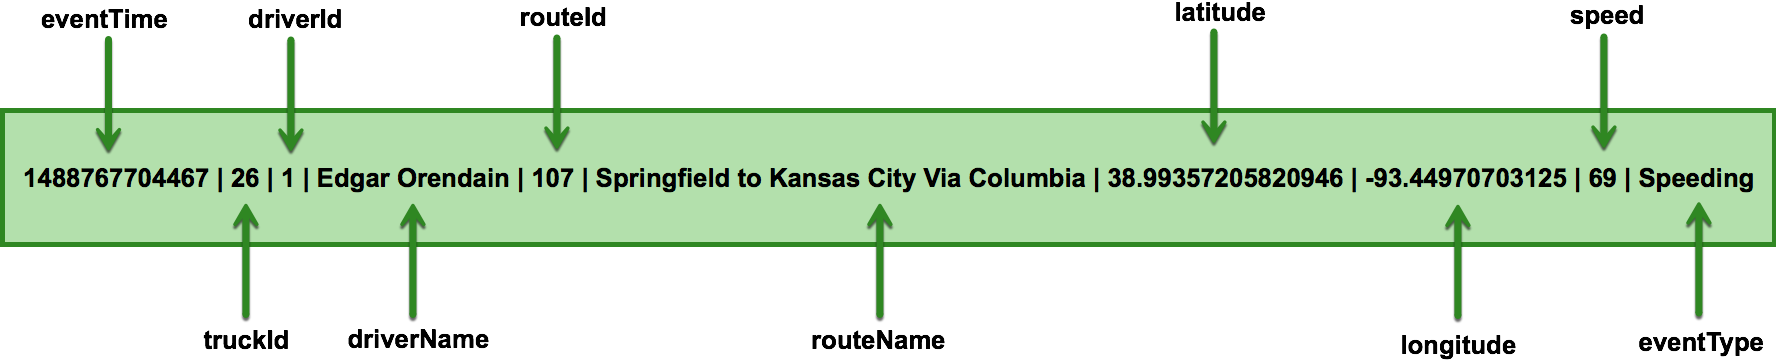 eventTime driverId routeId latitude speed
1488767704467 | 26 | 1 | Edgar Orendain | 107 | Springfield to Kansas City Via Columbia | 38.99357205820946 | -93.44970703125 | 69 | Speeding
truckId driverName routeName longitude eventType